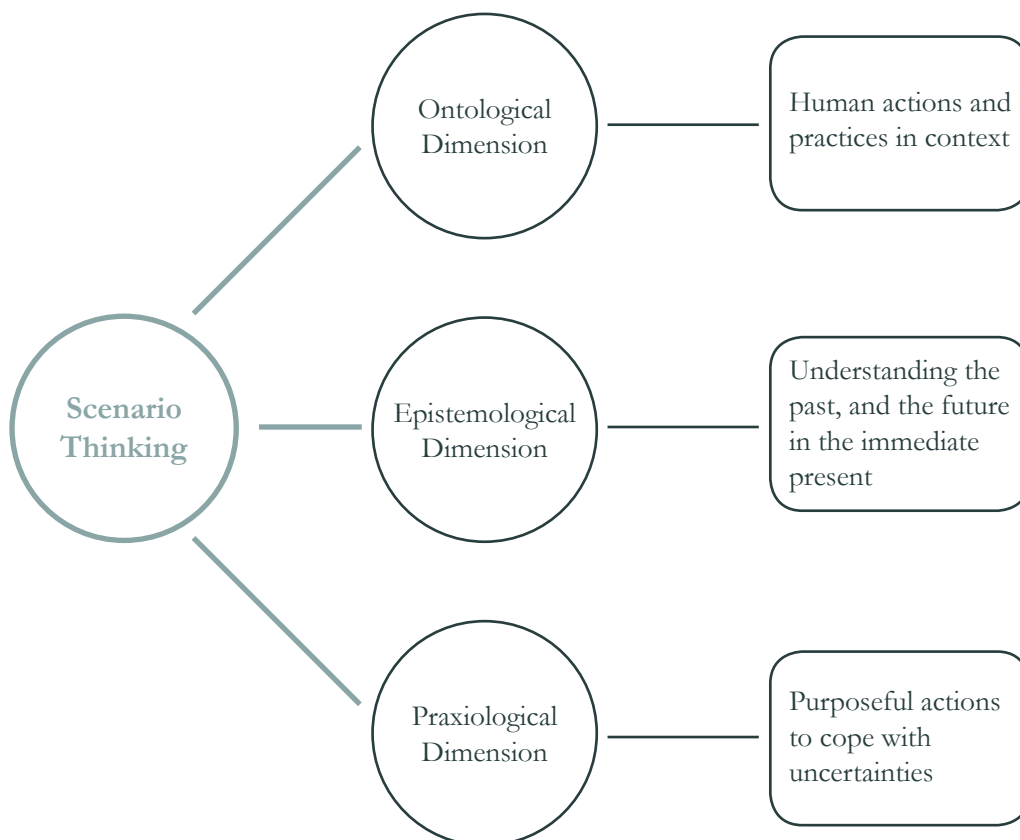 Ontological
Dimension
Human actions and
practices in context
Scenario
Thinking
Epistemological
Dimension
Understanding the
past, and the future
in the immediate
present
Praxiological
Dimension
Purposeful actions
to cope with
uncertainties